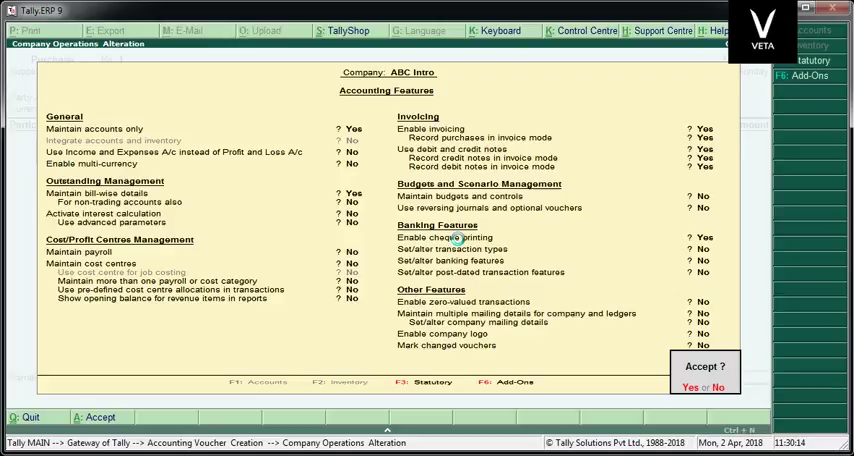 Tally.ERP 9
P: Print E: Export M: E-Mail O: Upload S: TallyShop G: Language K: Keyboard K: Control Centre H: Support Centre H: Help
VETA
Company Operations Alteration
Company: ABC Intro
Accounting Features
General
Maintain accounts only ? Yes
Integrate accounts and inventory ? No
Use Income and Expenses A/c instead of Profit and Loss A/c ? No
Enable multi-currency ? No
Outstanding Management
Maintain bill-wise details ? Yes
For non-trading accounts also ? No
Activate interest calculation ? No
Use advanced parameters ? No
Cost/Profit Centres Management
Maintain payroll ? No
Maintain cost centres ? No
Use cost centre for job costing ? No
Maintain more than one payroll or cost category ? No
Use pre-defined cost centre allocations in transactions ? No
Show opening balance for revenue items in reports ? No
Invoicing
Enable invoicing ? Yes
Record purchases in invoice mode ? Yes
Use debit and credit notes ? Yes
Record credit notes in invoice mode ? Yes
Record debit notes in invoice mode ? Yes
Budgets and Scenario Management
Maintain budgets and controls ? No
Use reversing journals and optional vouchers ? No
Banking Features
Enable cheque printing ? Yes
Set/alter transaction types ? No
Set/alter banking features ? No
Set/alter post-dated transaction features ? No
Other Features
Enable zero-valued transactions ? No
Maintain multiple mailing details for company and ledgers ? No
Set/alter company mailing details ? No
Enable company logo ? No
Mark changed vouchers ? No
Accept ?
Yes or No
F1: Accounts F2: Inventory F3: Statutory F6: Add-Ons
counts
ventory
tatutory
F6: Add-Ons
Q: Quit A: Accept
Ctrl + N
Tally MAIN --> Gateway of Tally --> Accounting Voucher Creation --> Company Operations Alteration
© Tally Solutions Pvt Ltd., 1988-2018 Mon, 2 Apr, 2018 11:30:14